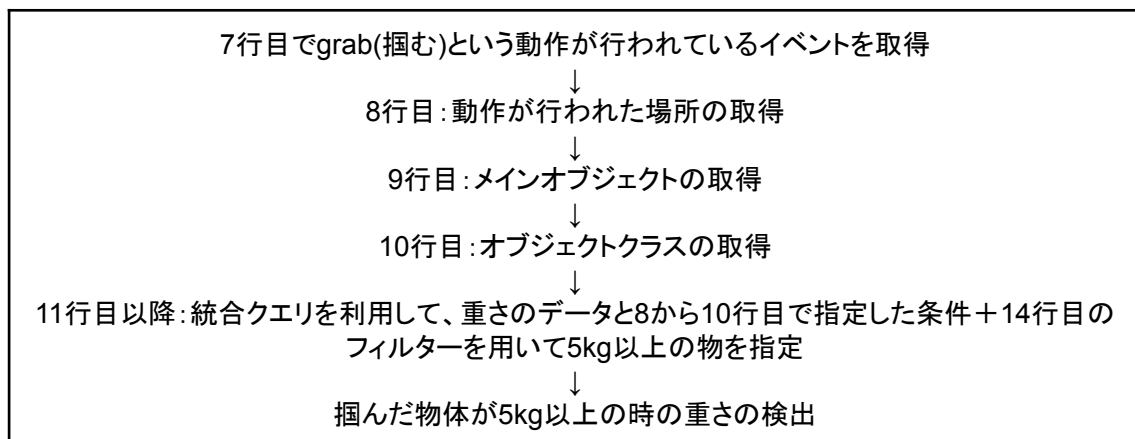 7行目でgrab(掴む)という動作が行われているイベントを取得
↓
8行目：動作が行われた場所の取得
↓
9行目：メインオブジェクトの取得
↓
10行目：オブジェクトクラスの取得
↓
11行目以降：統合クエリを利用して、重さのデータと8から10行目で指定した条件＋14行目の
フィルターを用いて5kg以上の物を指定
↓
掴んだ物体が5kg以上の時の重さの検出